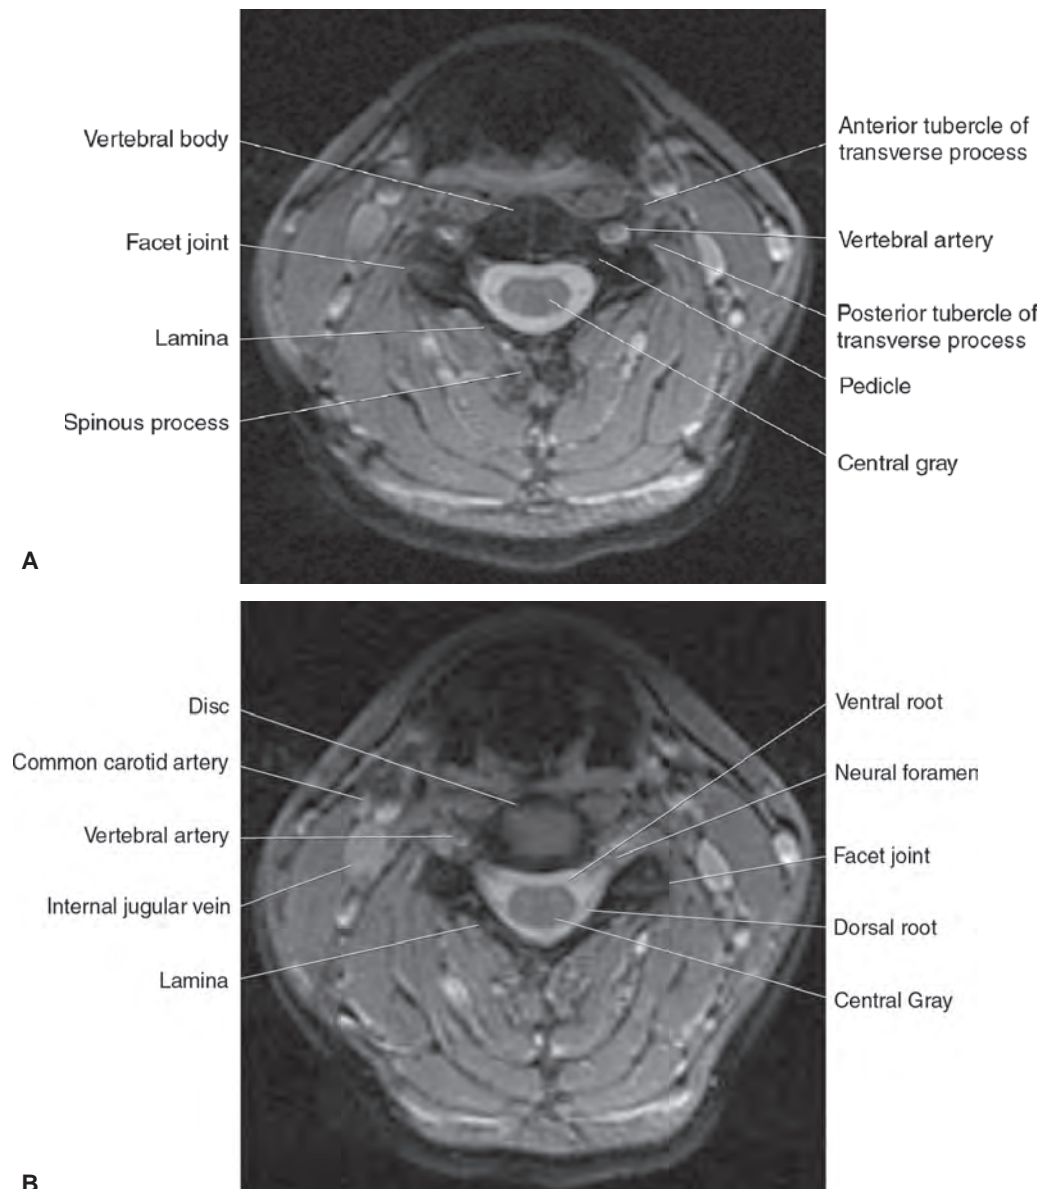 Vertebral body
Facet joint
Lamina
Spinous process
Anterior tubercle of
transverse process
Vertebral artery
Posterior tubercle of
transverse process
Pedicle
Central gray
A
Disc
Common carotid artery
Vertebral artery
Internal jugular vein
Lamina
Ventral root
Neural foramen
Facet joint
Dorsal root
Central Gray
B